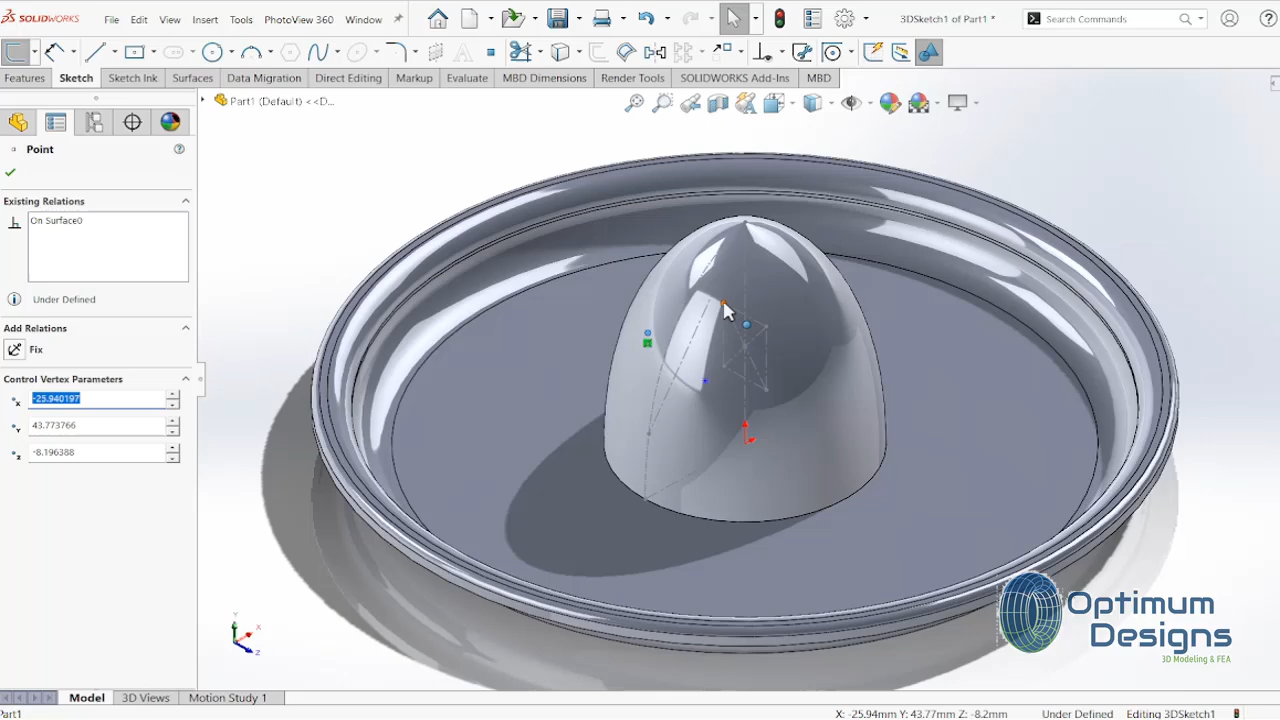 SOLIDWORKS File Edit View Insert Tools PhotoView 360 Window 3DSketch1 of Part1 * Search Commands
Features Sketch Sketch Ink Surfaces Data Migration Direct Editing Markup Evaluate MBD Dimensions Render Tools SOLIDWORKS Add-Ins MBD
Part1 (Default) <<D...
Point
Existing Relations
On Surface0
Under Defined
Add Relations
Fix
Control Vertex Parameters
x -25.940197
Y 43.773766
z -8.196388
Optimum
Designs
3D Modeling & FEA
Y
X
Z
Model 3D Views Motion Study 1
Part1 X: -25.94mm Y: 43.77mm Z: -8.2mm Under Defined Editing 3DSketch1